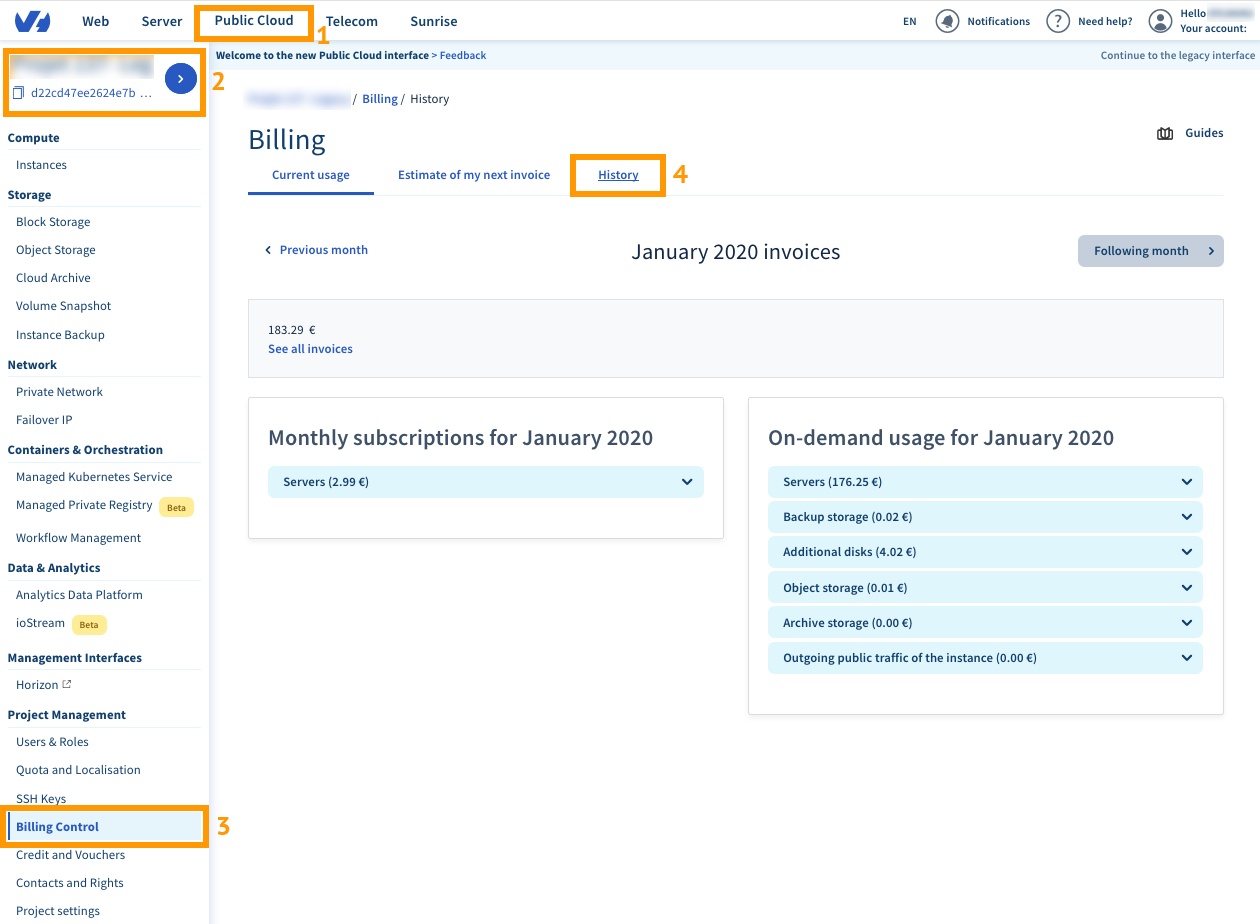 Web Server Public Cloud Telecom Sunrise EN Notifications ? Need help? Hello
Your account:
1
Welcome to the new Public Cloud interface > Feedback Continue to the legacy interface
d22cd47ee2624e7b ...
2
/ Billing / History
Billing
Guides
Current usage Estimate of my next invoice History 4
Previous month January 2020 invoices Following month
183.29 €
See all invoices
Monthly subscriptions for January 2020
Servers (2.99 €)
On-demand usage for January 2020
Servers (176.25 €)
Backup storage (0.02 €)
Additional disks (4.02 €)
Object storage (0.01 €)
Archive storage (0.00 €)
Outgoing public traffic of the instance (0.00 €)
Compute
Instances
Storage
Block Storage
Object Storage
Cloud Archive
Volume Snapshot
Instance Backup
Network
Private Network
Failover IP
Containers & Orchestration
Managed Kubernetes Service
Managed Private Registry Beta
Workflow Management
Data & Analytics
Analytics Data Platform
ioStream Beta
Management Interfaces
Horizon
Project Management
Users & Roles
Quota and Localisation
SSH Keys
Billing Control 3
Credit and Vouchers
Contacts and Rights
Project settings